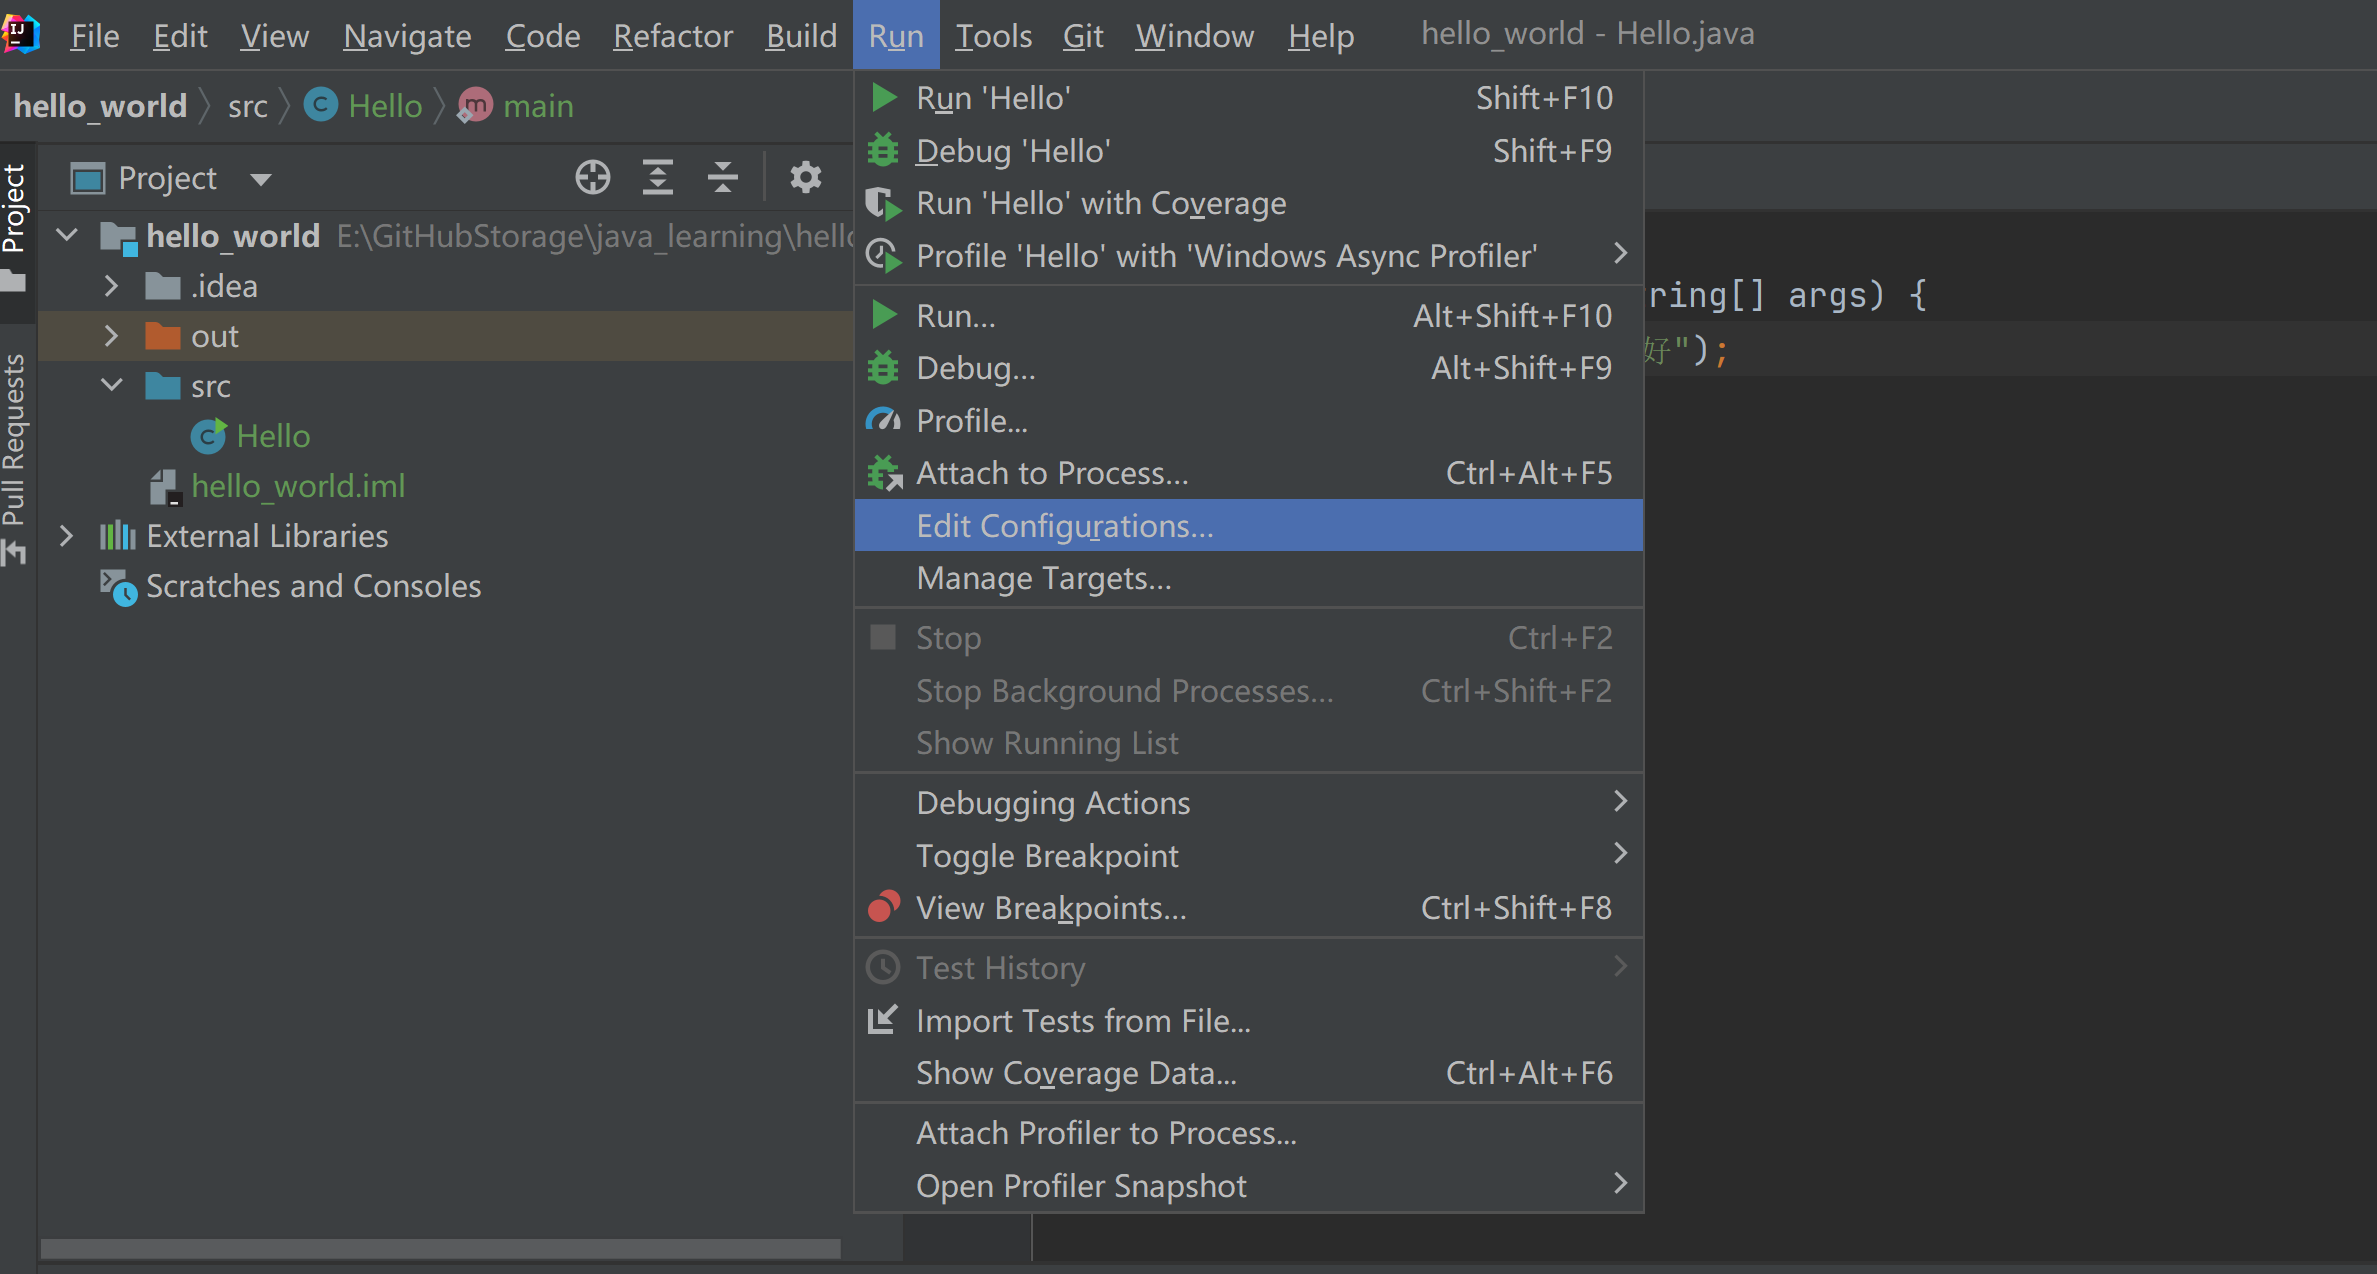 File Edit View Navigate Code Refactor Build Run Tools Git Window Help hello_world - Hello.java
hello_world src Hello main
Project
Project
Pull Requests
hello_world E:\GitHubStorage\java_learning\hell
.idea
out
src
Hello
hello_world.iml
External Libraries
Scratches and Consoles
Run 'Hello' Shift+F10
Debug 'Hello' Shift+F9
Run 'Hello' with Coverage
Profile 'Hello' with 'Windows Async Profiler'
Run... Alt+Shift+F10
Debug... Alt+Shift+F9
Profile...
Attach to Process... Ctrl+Alt+F5
Edit Configurations...
Manage Targets...
Stop Ctrl+F2
Stop Background Processes... Ctrl+Shift+F2
Show Running List
Debugging Actions
Toggle Breakpoint
View Breakpoints... Ctrl+Shift+F8
Test History
Import Tests from File...
Show Coverage Data... Ctrl+Alt+F6
Attach Profiler to Process...
Open Profiler Snapshot
ring[] args) {
好");